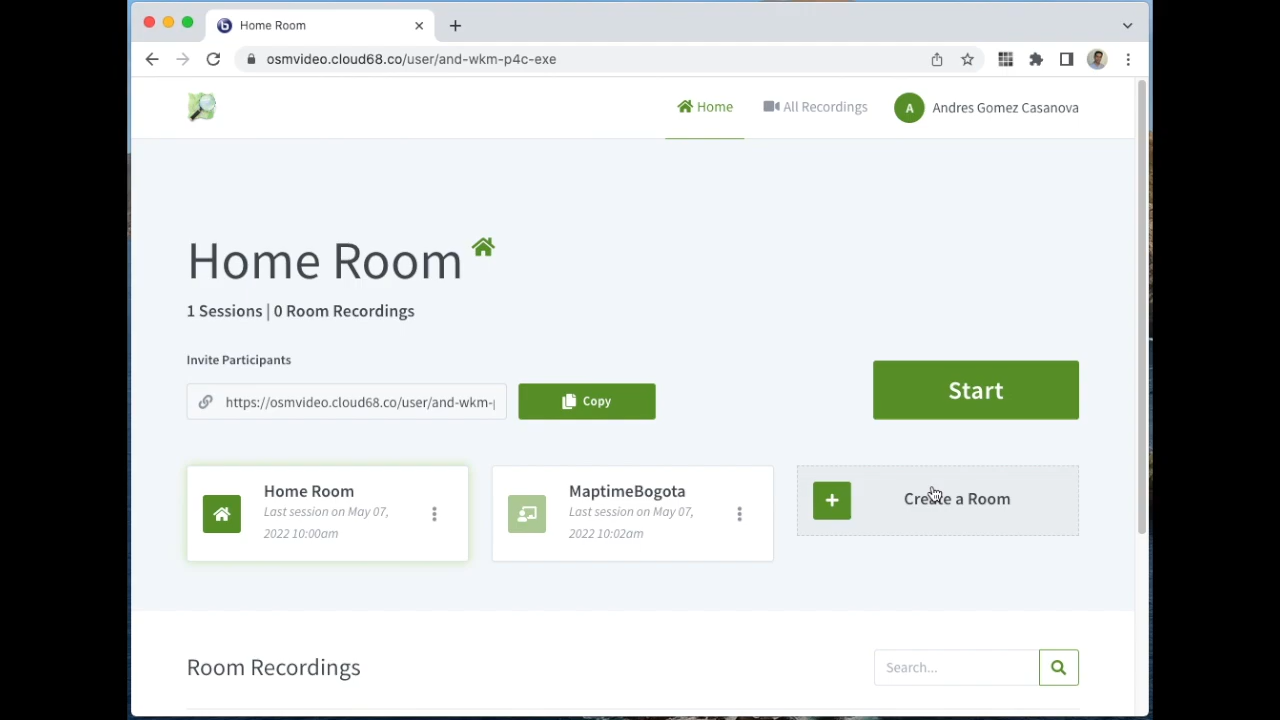 Home Room
osmvideo.cloud68.co/user/and-wkm-p4c-exe
Home
All Recordings
A
Andres Gomez Casanova
Home Room
1 Sessions | 0 Room Recordings
Invite Participants
https://osmvideo.cloud68.co/user/and-wkm-
Copy
Start
Home Room
Last session on May 07,
2022 10:00am
MaptimeBogota
Last session on May 07,
2022 10:02am
Create a Room
Room Recordings
Search...